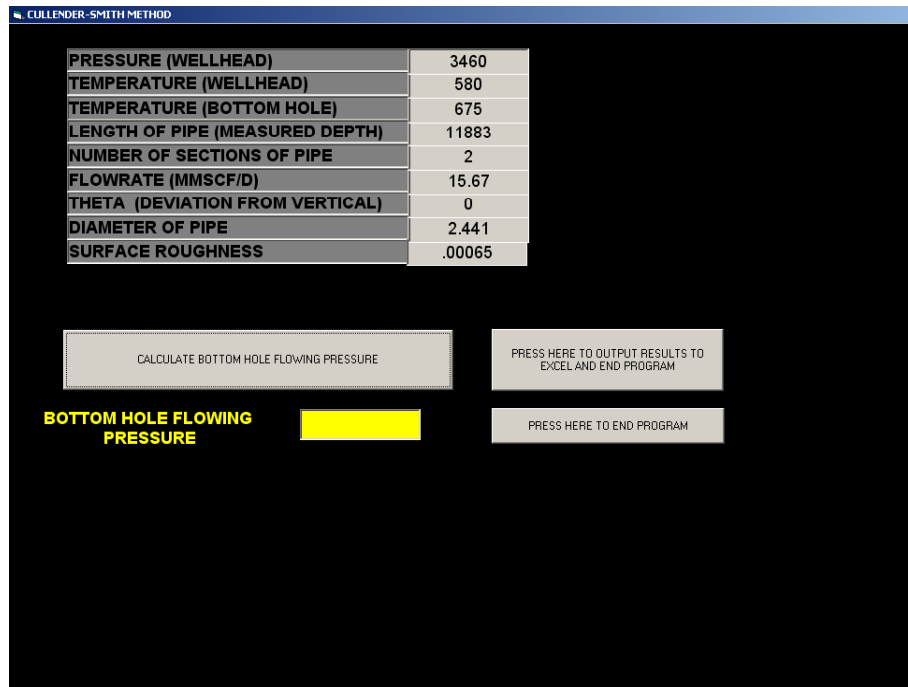 CULLENDER-SMITH METHOD
PRESSURE (WELLHEAD) 3460
TEMPERATURE (WELLHEAD) 580
TEMPERATURE (BOTTOM HOLE) 675
LENGTH OF PIPE (MEASURED DEPTH) 11883
NUMBER OF SECTIONS OF PIPE 2
FLOWRATE (MMSCF/D) 15.67
THETA (DEVIATION FROM VERTICAL) 0
DIAMETER OF PIPE 2.441
SURFACE ROUGHNESS .00065
CALCULATE BOTTOM HOLE FLOWING PRESSURE
PRESS HERE TO OUTPUT RESULTS TO
EXCEL AND END PROGRAM
BOTTOM HOLE FLOWING
PRESSURE
PRESS HERE TO END PROGRAM